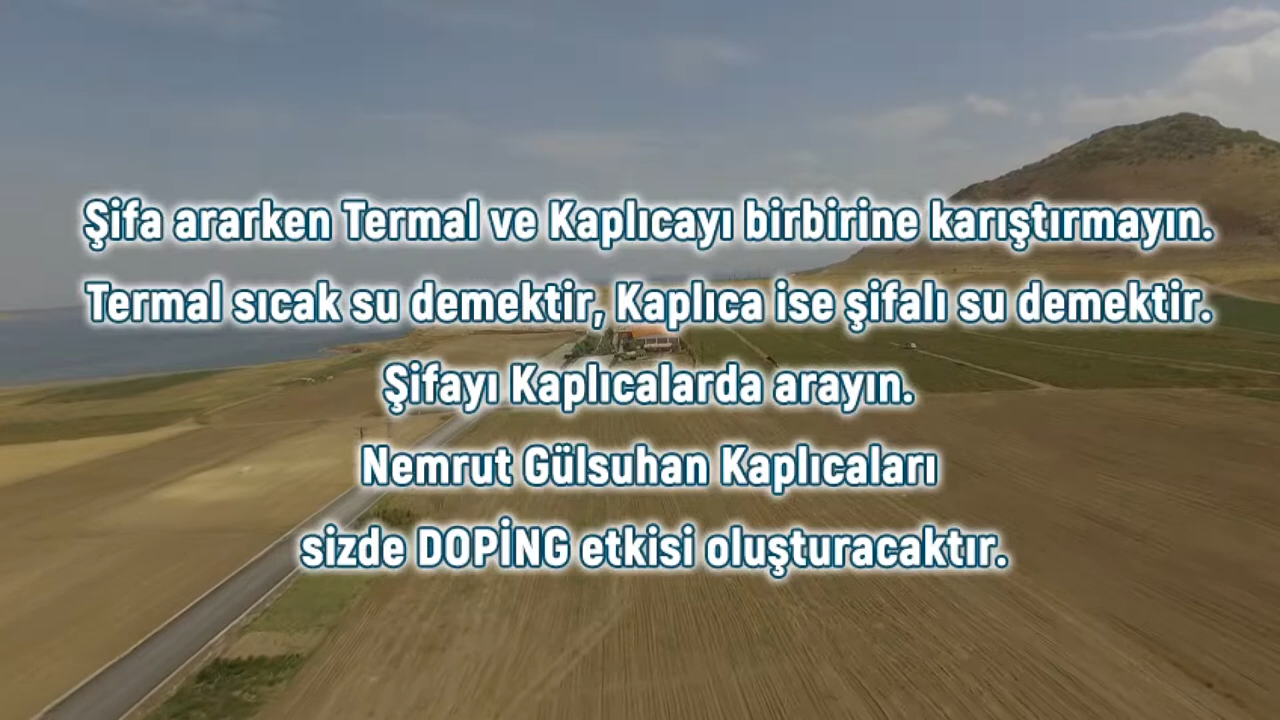 Şifa ararken Termal ve Kaplıcayı birbirine karıştırmayın.
Termal sıcak su demektir, Kaplıca ise şifalı su demektir.
Şifayı Kaplıcalarda arayın.
Nemrut Gülsuhan Kaplıcaları
sizde DOPİNG etkisi oluşturacaktır.